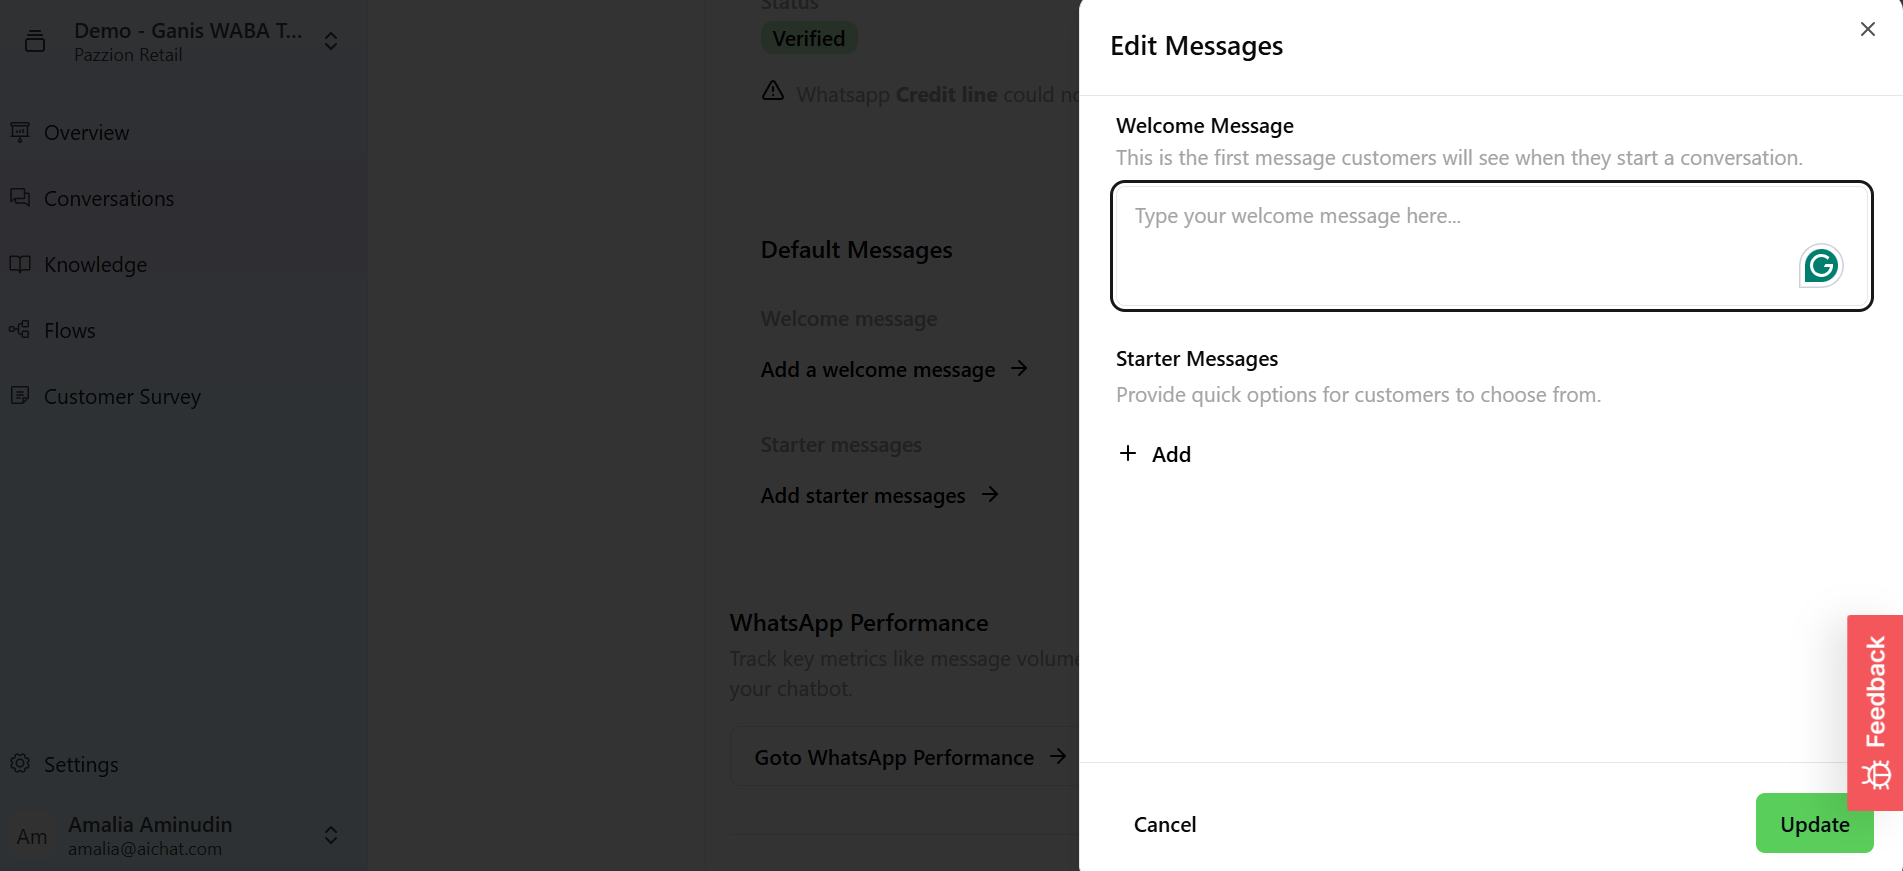 Demo - Ganis WABA T...
Pazzion Retail
Overview
Conversations
Knowledge
Flows
Customer Survey
Settings
Am
Amalia Aminudin
amalia@aichat.com
Status
Verified
Whatsapp Credit line could
Default Messages
Welcome message
Add a welcome message
Starter messages
Add starter messages
WhatsApp Performance
Track key metrics like message volume
your chatbot.
Goto WhatsApp Performance
Edit Messages
Welcome Message
This is the first message customers will see when they start a conversation.
Type your welcome message here...
Starter Messages
Provide quick options for customers to choose from.
Add
Cancel
Update
Feedback